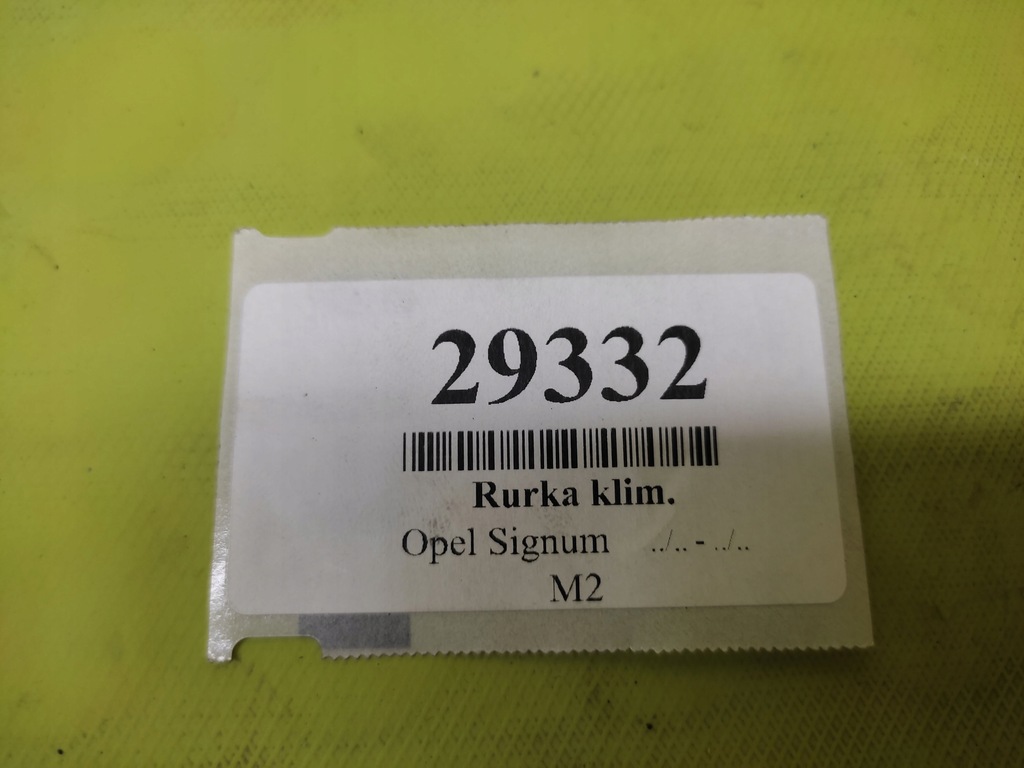 29332
Rurka klim.
Opel Signum ../.. - ../..
M2